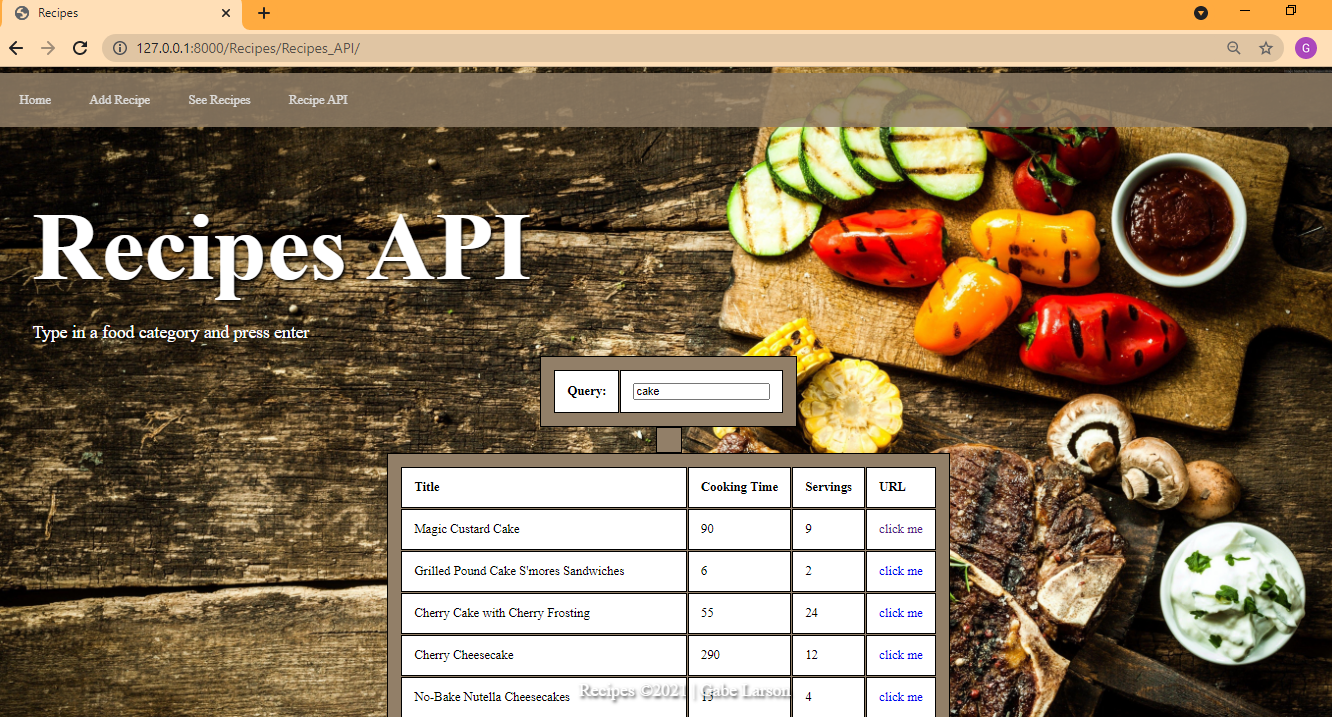 Recipes
127.0.0.1:8000/Recipes/Recipes_API/
G
Home Add Recipe See Recipes Recipe API
Recipes API
Type in a food category and press enter
Query: cake
Title Cooking Time Servings URL
Magic Custard Cake 90 9 click me
Grilled Pound Cake S'mores Sandwiches 6 2 click me
Cherry Cake with Cherry Frosting 55 24 click me
Cherry Cheesecake 290 12 click me
No-Bake Nutella Cheesecakes 15 4 click me
Recipes ©2021 | Gabe Larson